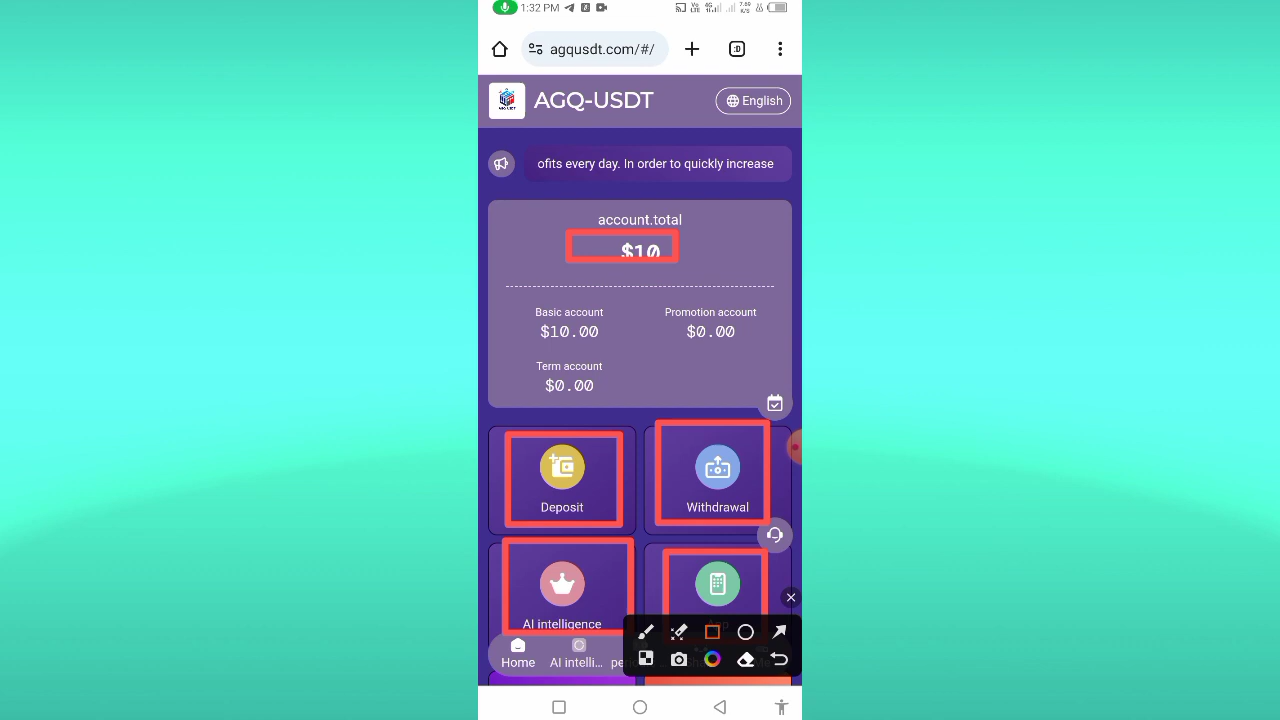 1:32 PM
agqusdt.com/#/
:D
AGQ-USDT
English
ofits every day. In order to quickly increase
account.total
$10
Basic account
Promotion account
$10.00
$0.00
Term account
$0.00
Deposit
Withdrawal
AI intelligence
Home
AI intelli...